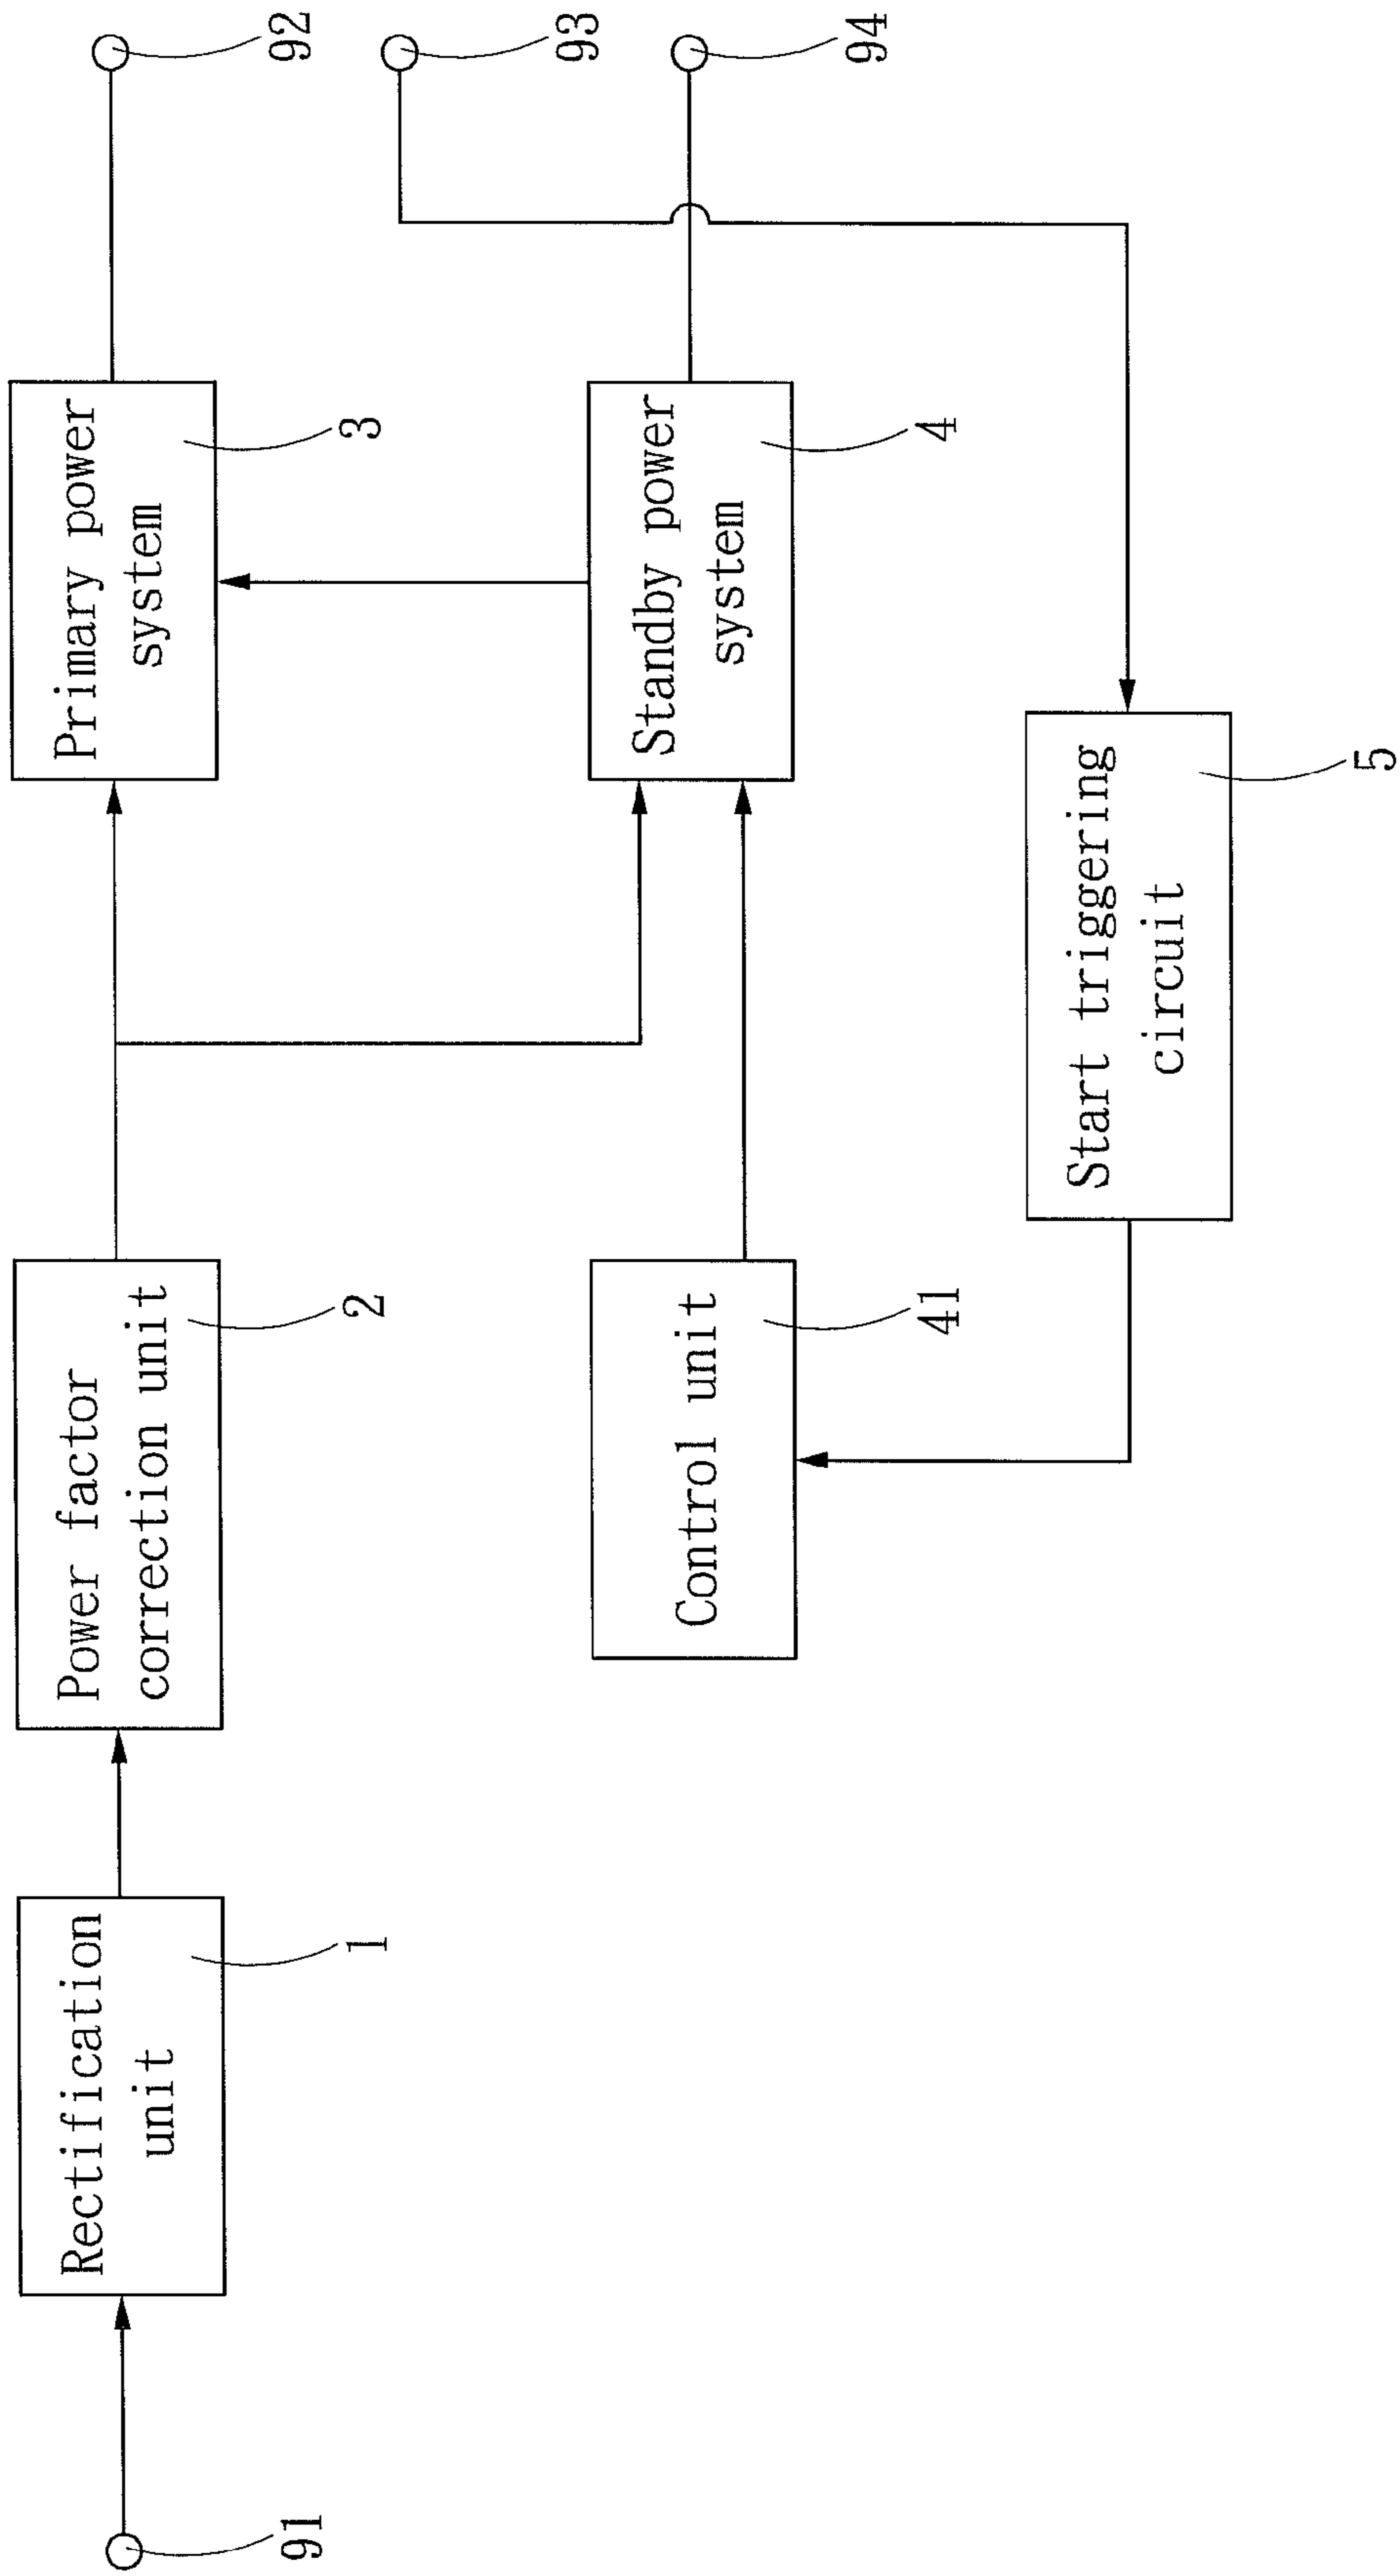 91
Rectification
unit
1
Power factor
correction unit
2
Primary power
system
3
92
93
Control unit
41
Standby power
system
4
94
Start triggering
circuit
5